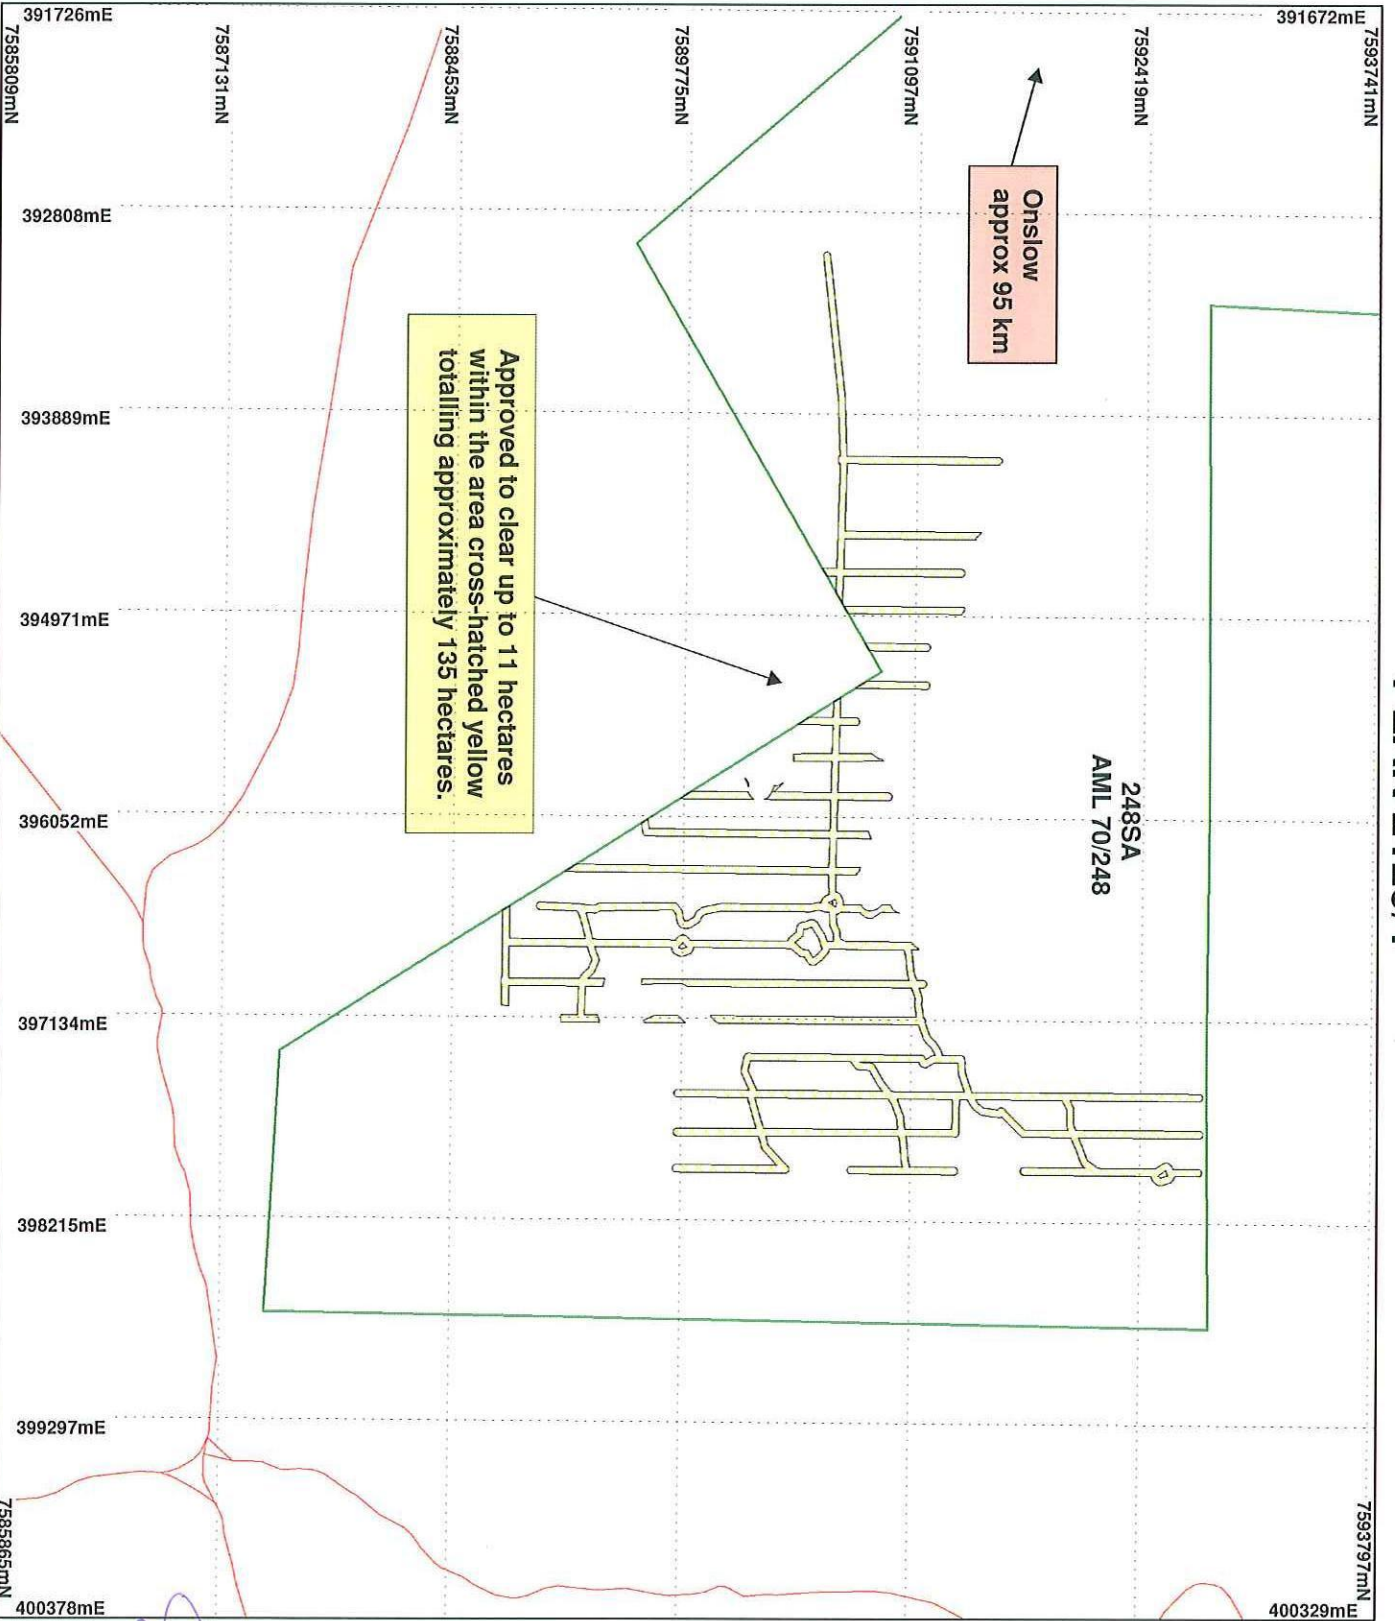 391726mE
391672mE
7585809mN
7587131mN
7588453mN
7589775mN
7591097mN
7592419mN
7593741mN
392808mE
393889mE
394971mE
396052mE
397134mE
398215mE
399297mE
400378mE
400329mE
7585865mN
7593797mN
Onslow
approx 95 km
Approved to clear up to 11 hectares
within the area cross-hatched yellow
totalling approximately 135 hectares.
248SA
AML 70/248